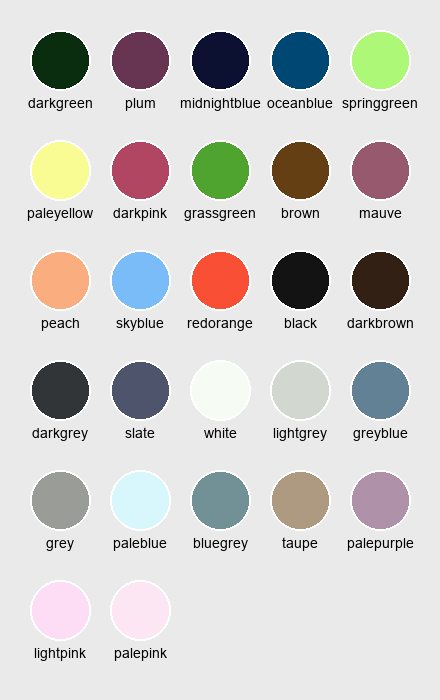 darkgreen plum midnightblue oceanblue springgreen
paleyellow darkpink grassgreen brown mauve
peach skyblue redorange black darkbrown
darkgrey slate white lightgrey greyblue
grey paleblue bluegrey taupe palepurple
lightpink palepink